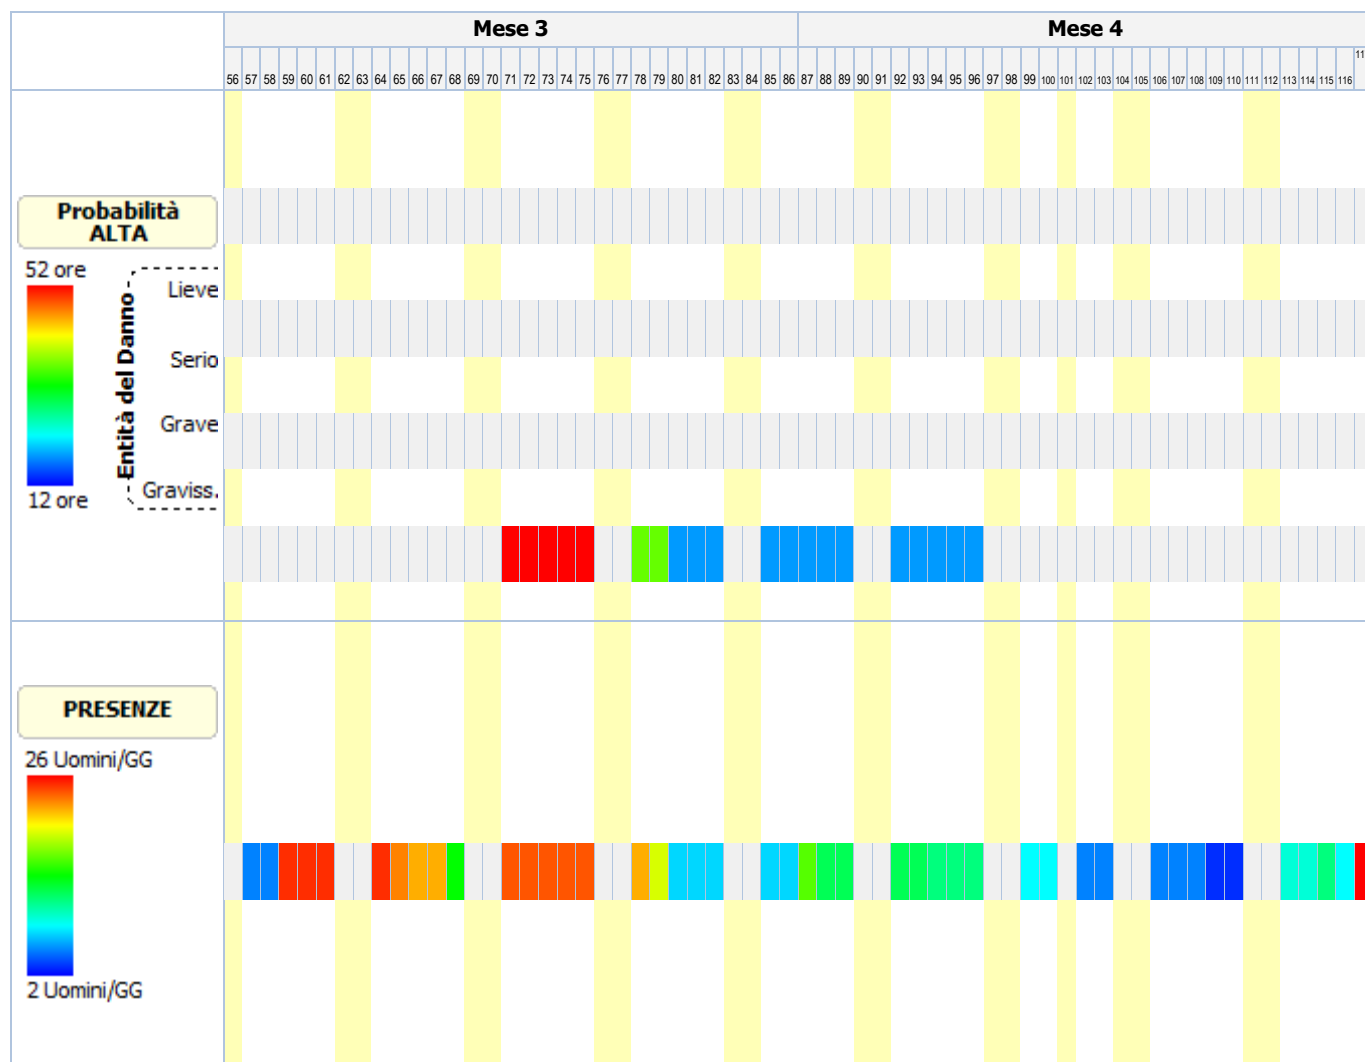 Mese 3 Mese 4
11
56 57 58 59 60 61 62 63 64 65 66 67 68 69 70 71 72 73 74 75 76 77 78 79 80 81 82 83 84 85 86 87 88 89 90 91 92 93 94 95 96 97 98 99 100 101 102 103 104 105 106 107 108 109 110 111 112 113 114 115 116
Probabilità
ALTA
52 ore
12 ore
Entità del Danno
Lieve
Serio
Grave
Graviss.
PRESENZE
26 Uomini/GG
2 Uomini/GG